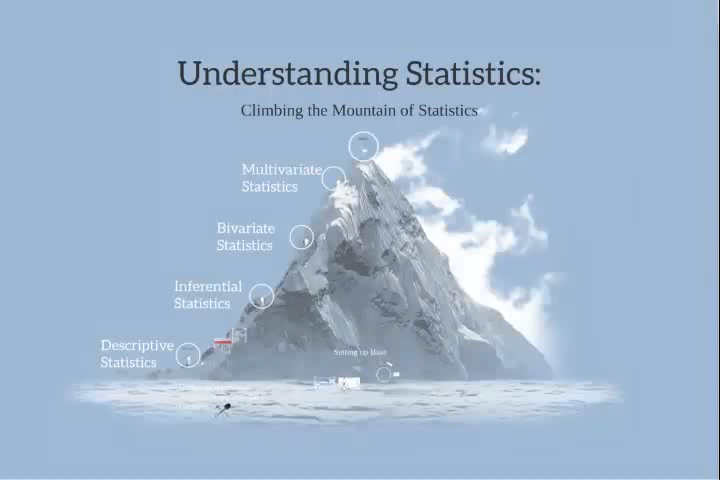 Understanding Statistics:
Climbing the Mountain of Statistics
Multivariate
Statistics
Bivariate
Statistics
Inferential
Statistics
Descriptive
Statistics
Setting up Base